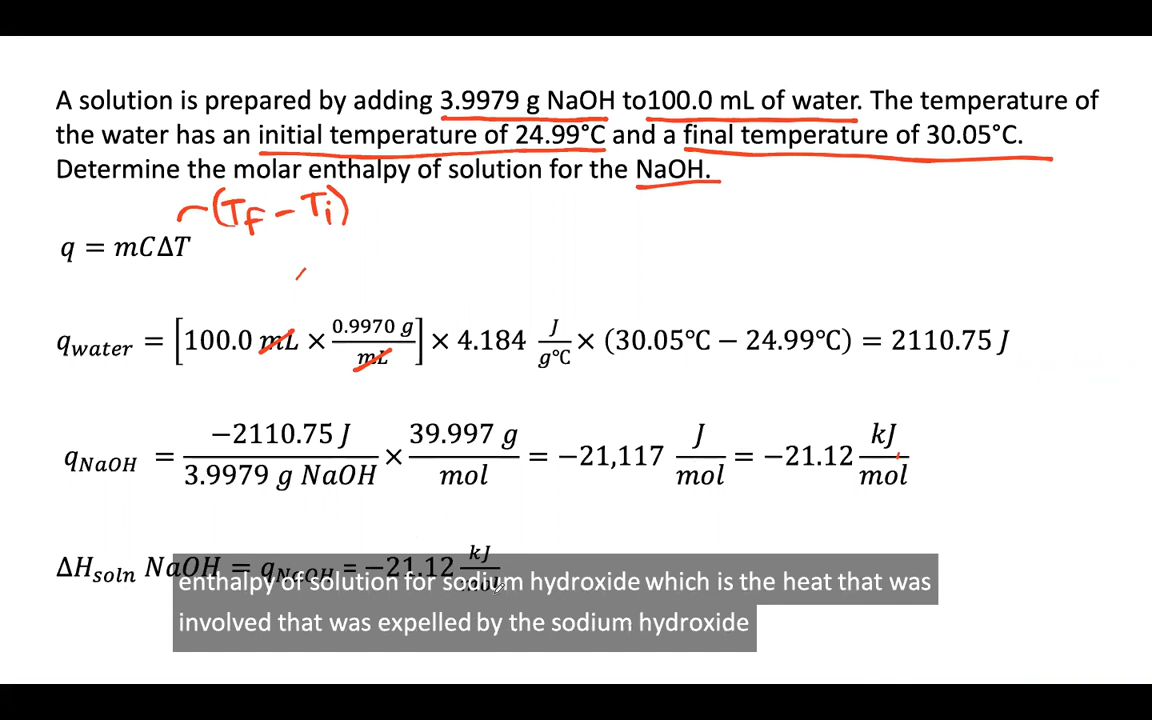 A solution is prepared by adding 3.9979 g NaOH to100.0 mL of water. The temperature of
the water has an initial temperature of 24.99°C and a final temperature of 30.05°C.
Determine the molar enthalpy of solution for the NaOH.
(T_F - T_i)
q = mCΔT
q_water = [100.0 mL × 0.9970 g / mL] × 4.184 J / g°C × (30.05°C − 24.99°C) = 2110.75 J
q_NaOH = −2110.75 J / 3.9979 g NaOH × 39.997 g / mol = −21,117 J / mol = −21.12 kJ / mol
ΔH_soln NaOH = q_NaOH = −21.12 kJ / mol
enthalpy of solution for sodium hydroxide which is the heat that was
involved that was expelled by the sodium hydroxide